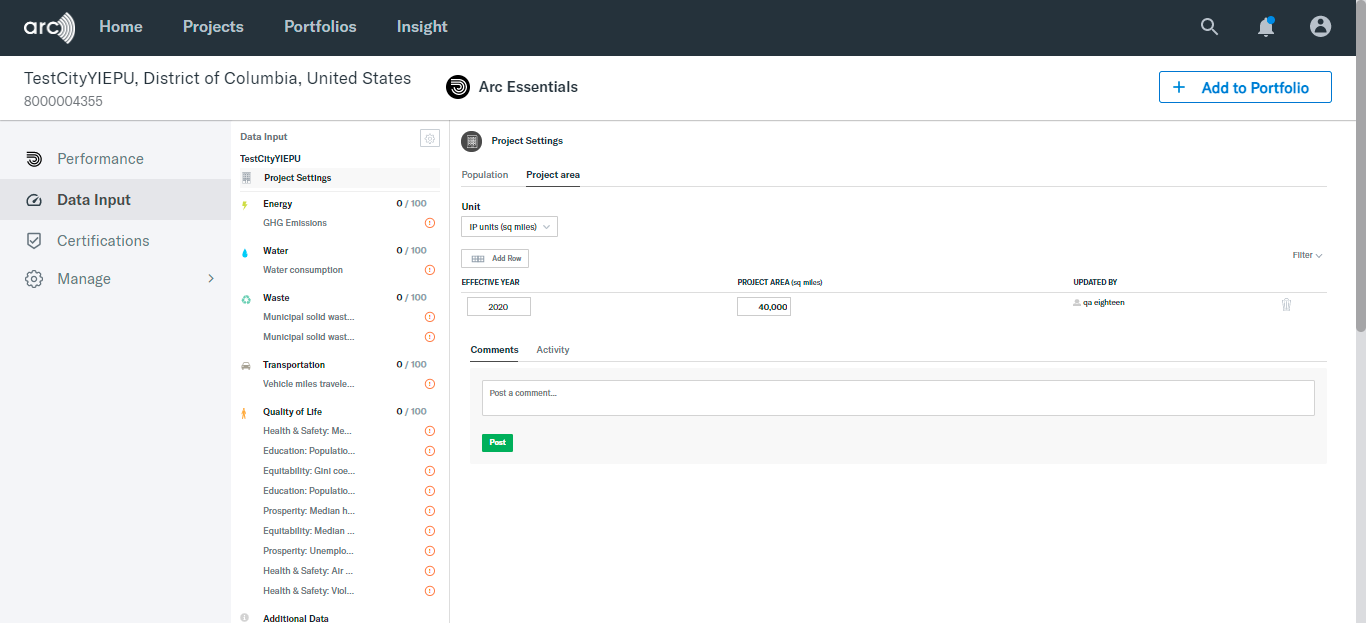 arc Home Projects Portfolios Insight
TestCityYIEPU, District of Columbia, United States
8000004355
Arc Essentials
+ Add to Portfolio
Performance
Data Input
Certifications
Manage
Data Input
TestCityYIEPU
Project Settings
Energy 0 / 100
GHG Emissions
Water 0 / 100
Water consumption
Waste 0 / 100
Municipal solid wast...
Municipal solid wast...
Transportation 0 / 100
Vehicle miles travele...
Quality of Life 0 / 100
Health & Safety: Me...
Education: Populatio...
Equitability: Gini coe...
Education: Populatio...
Prosperity: Median h...
Equitability: Median ...
Prosperity: Unemplo...
Health & Safety: Air ...
Health & Safety: Viol...
Additional Data
Project Settings
Population Project area
Unit
IP units (sq miles)
Add Row
Filter
EFFECTIVE YEAR PROJECT AREA (sq miles) UPDATED BY
2020 40,000 qa eighteen
Comments Activity
Post a comment...
Post